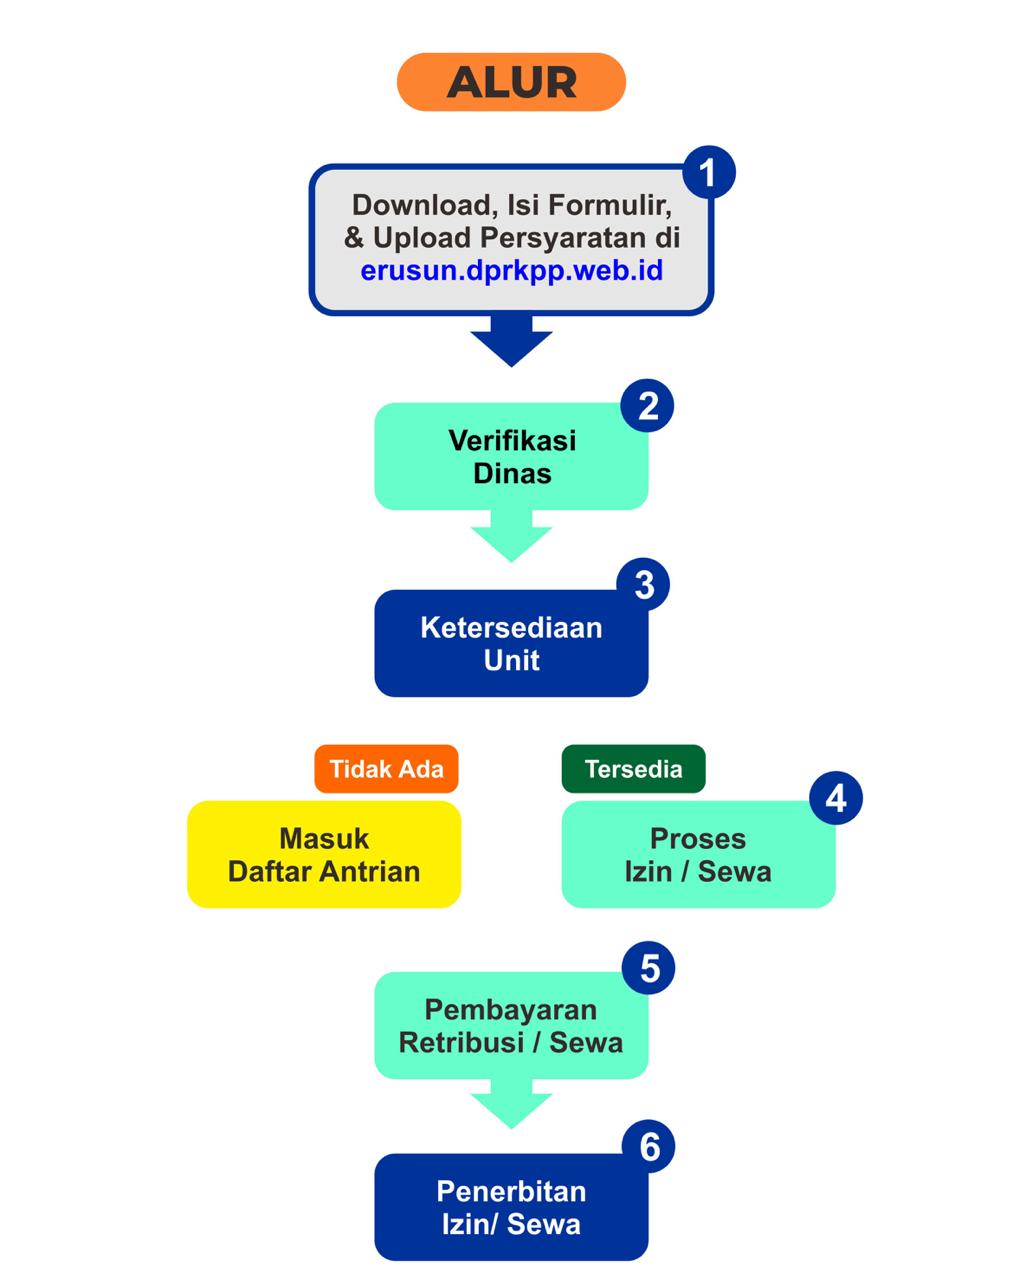 ALUR
1
Download, Isi Formulir,
& Upload Persyaratan di
erusun.dprkpp.web.id
2
Verifikasi
Dinas
3
Ketersediaan
Unit
Tidak Ada
Masuk
Daftar Antrian
Tersedia
4
Proses
Izin / Sewa
5
Pembayaran
Retribusi / Sewa
6
Penerbitan
Izin/ Sewa